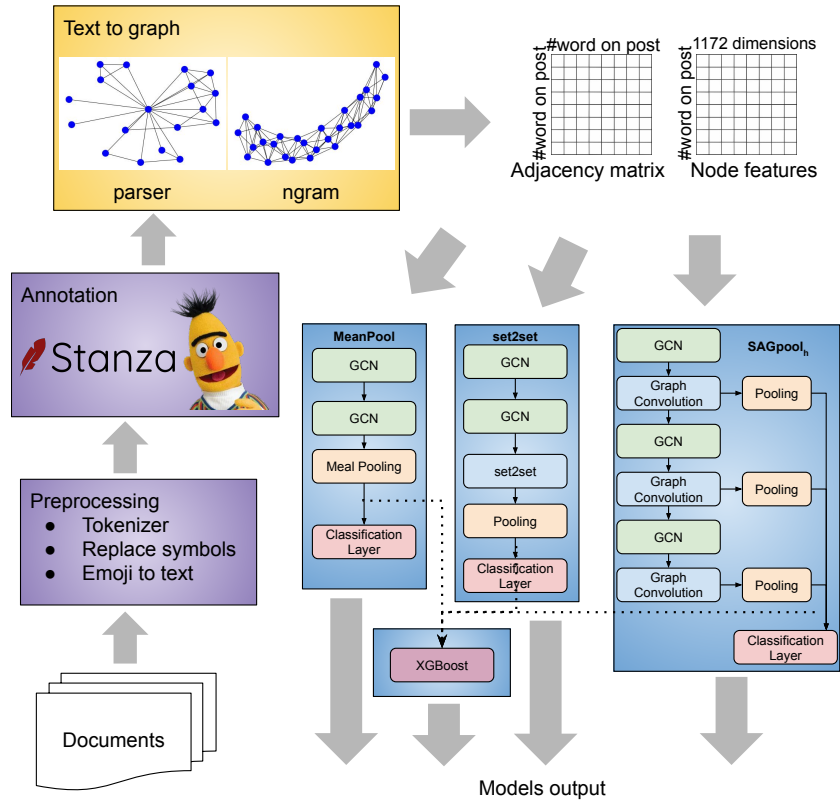 Text to graph
parser
ngram
#word on post
#word on post
Adjacency matrix
1172 dimensions
#word on post
Node features
Annotation
Stanza
Preprocessing
● Tokenizer
● Replace symbols
● Emoji to text
Documents
MeanPool
GCN
GCN
Meal Pooling
Classification
Layer
set2set
GCN
GCN
set2set
Pooling
Classification
Layer
SAGpoolₕ
GCN
Graph
Convolution
Pooling
GCN
Graph
Convolution
Pooling
GCN
Graph
Convolution
Pooling
Classification
Layer
XGBoost
Models output